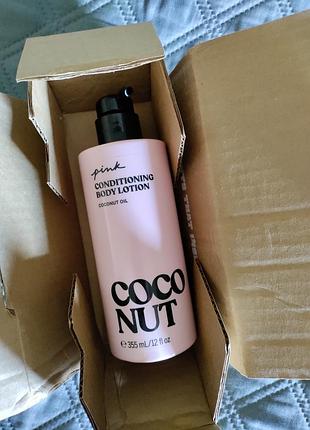 pink
CONDITIONING
BODY LOTION
COCONUT OIL
COCO
NUT
℮ 355 mL/12 fl oz